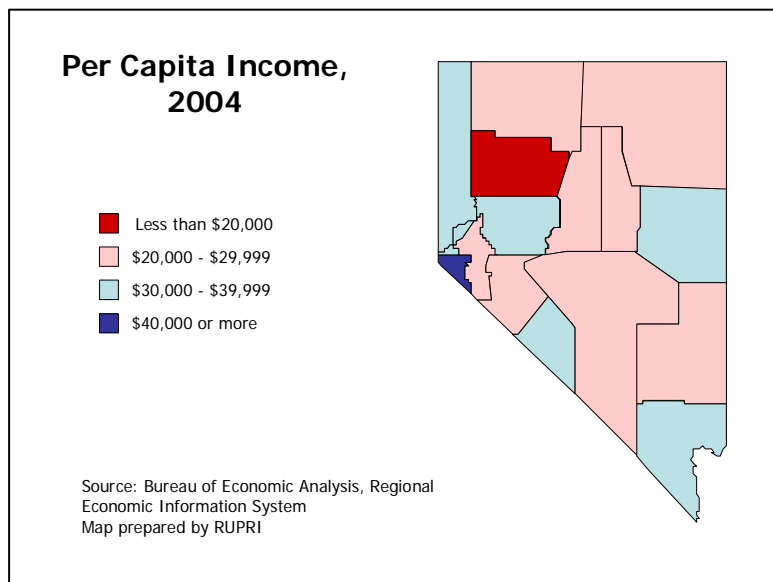 Per Capita Income,
2004
Less than $20,000
$20,000 - $29,999
$30,000 - $39,999
$40,000 or more
Source: Bureau of Economic Analysis, Regional
Economic Information System
Map prepared by RUPRI